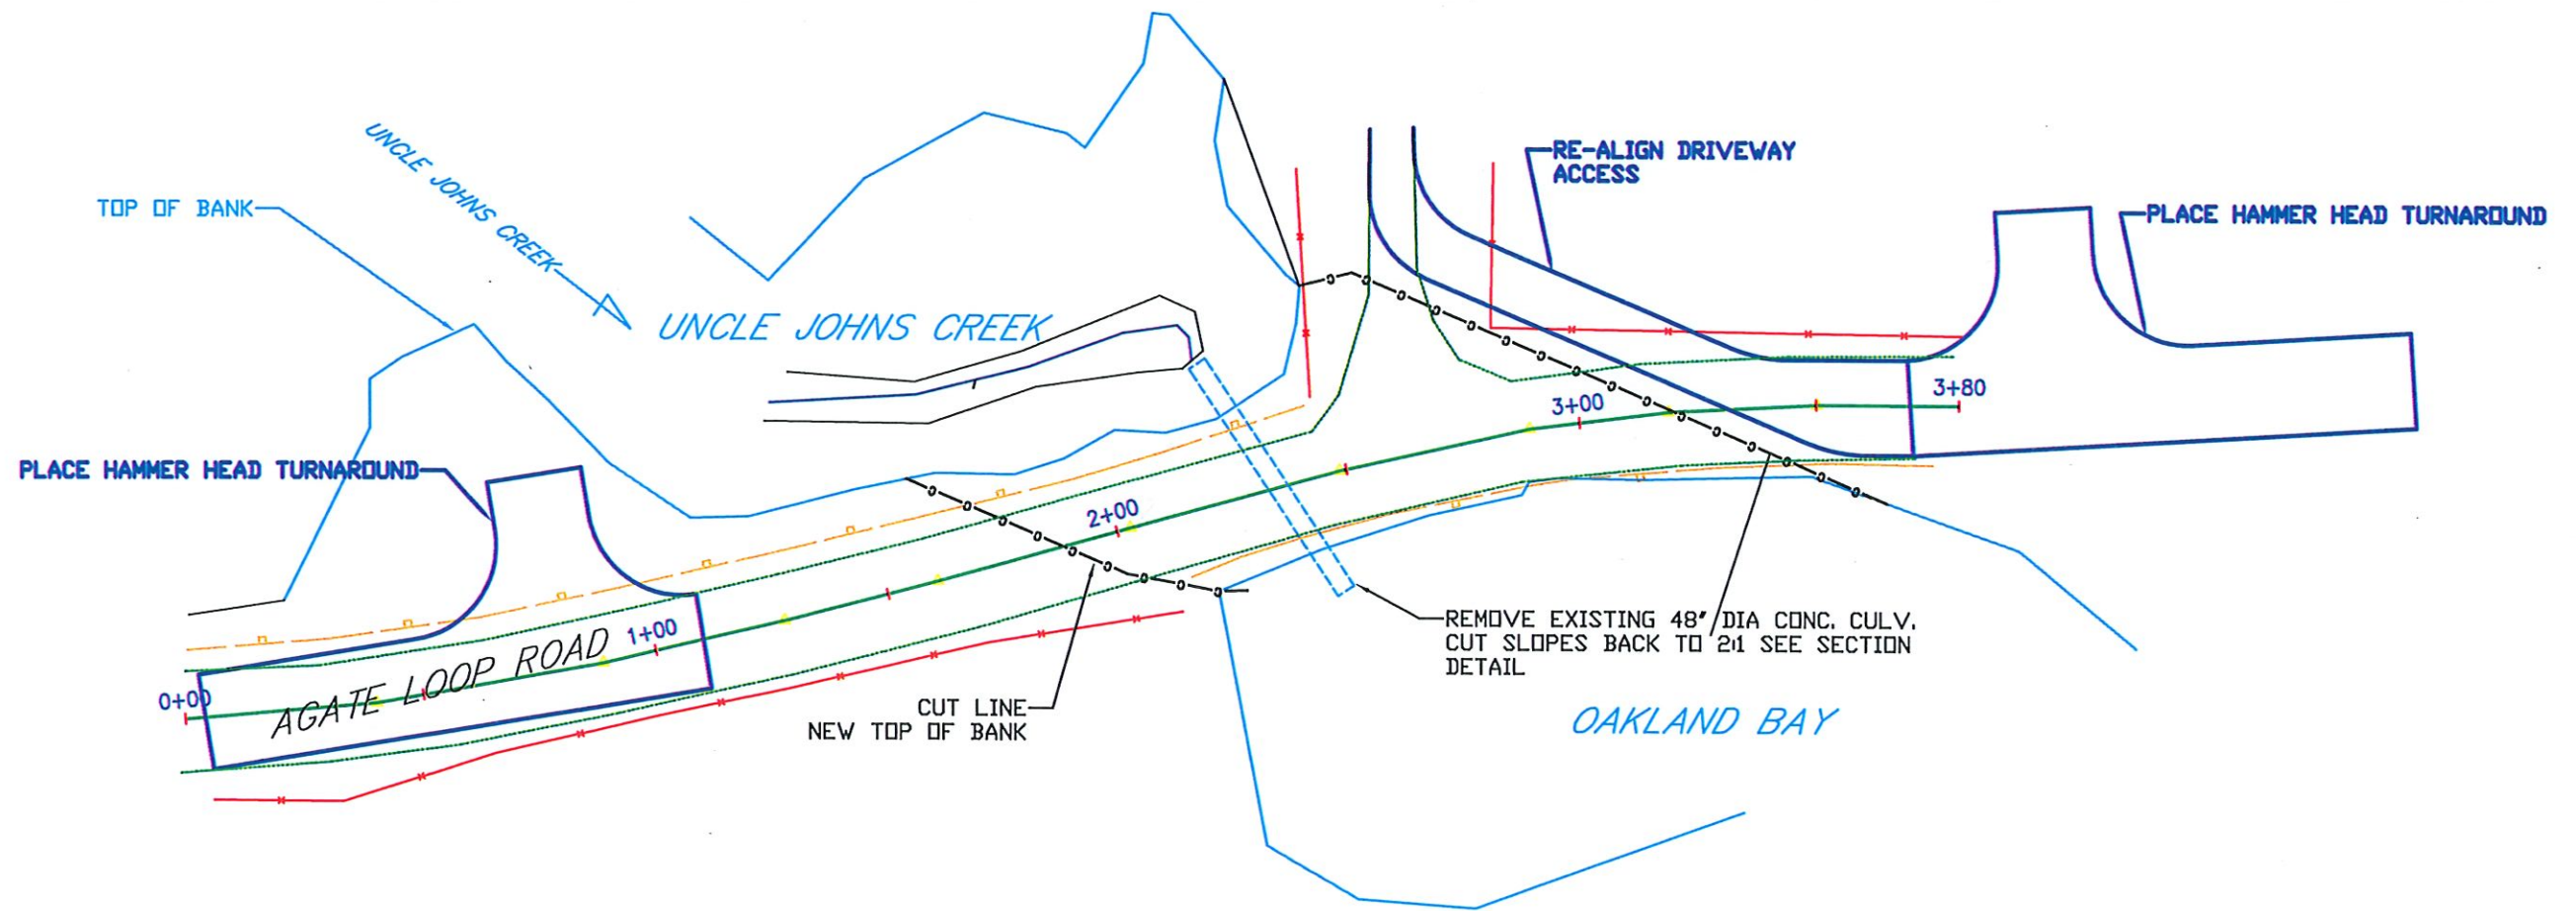 UNCLE JOHNS CREEK
TOP OF BANK
RE-ALIGN DRIVEWAY
ACCESS
PLACE HAMMER HEAD TURNAROUND
UNCLE JOHNS CREEK
3+80
3+00
PLACE HAMMER HEAD TURNAROUND
2+00
1+00
AGATE LOOP ROAD
0+00
REMOVE EXISTING 48" DIA CONC. CULV.
CUT SLOPES BACK TO 2:1 SEE SECTION
DETAIL
CUT LINE
NEW TOP OF BANK
OAKLAND BAY